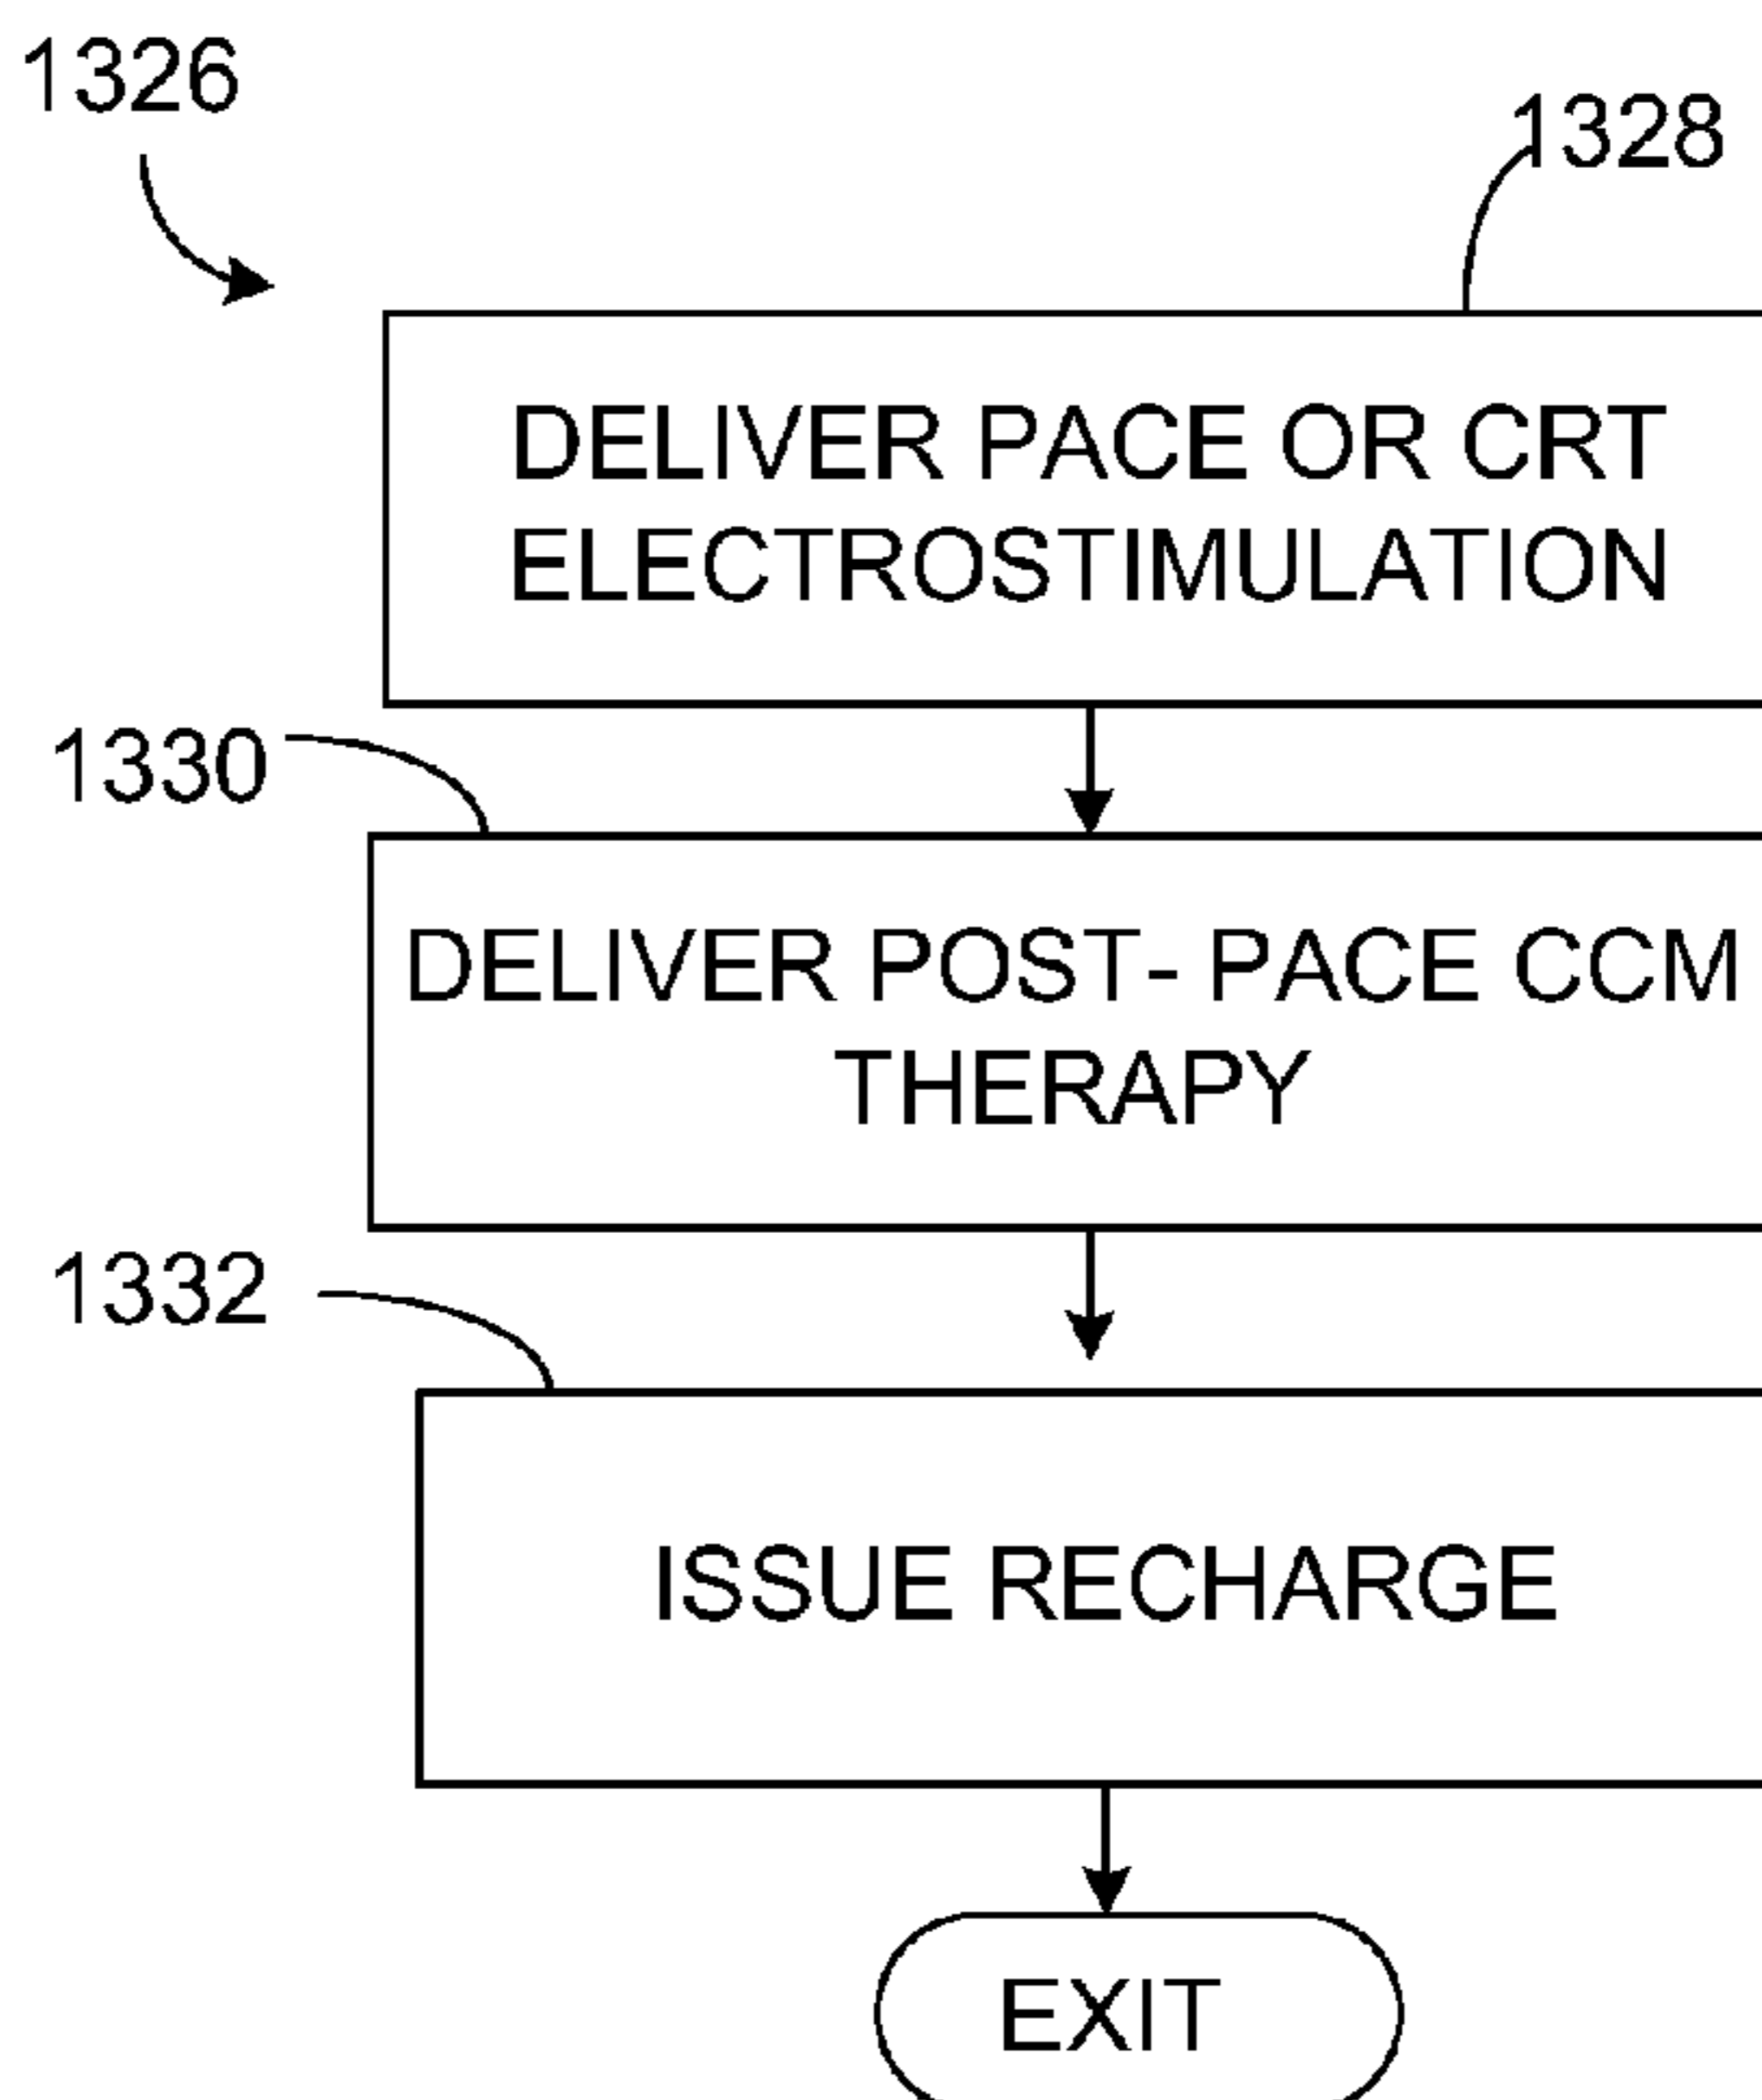 1326
1328
DELIVER PACE OR CRT
ELECTROSTIMULATION
1330
DELIVER POST- PACE CCM
THERAPY
1332
ISSUE RECHARGE
EXIT